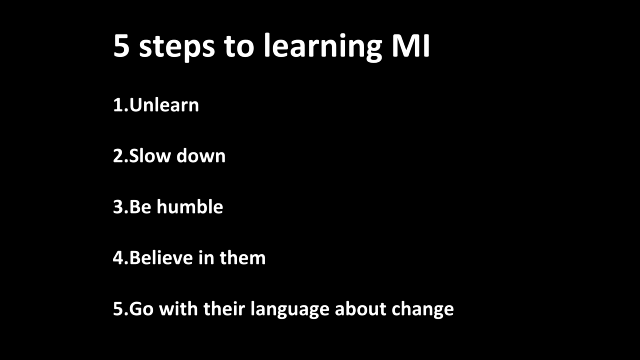 5 steps to learning MI
1.Unlearn
2.Slow down
3.Be humble
4.Believe in them
5.Go with their language about change